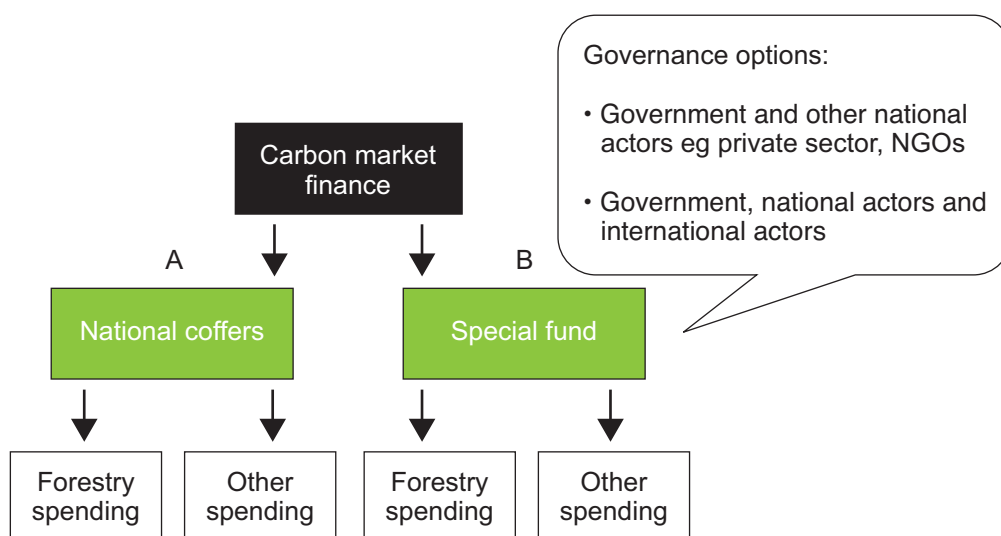 Governance options:
• Government and other national
actors eg private sector, NGOs
• Government, national actors and
international actors
Carbon market
finance
A
B
National coffers
Special fund
Forestry
spending
Other
spending
Forestry
spending
Other
spending